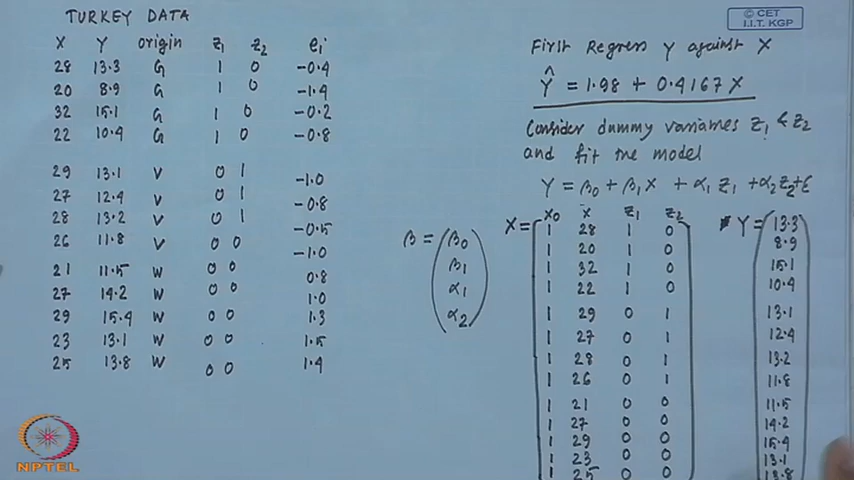 TURKEY DATA
© CET
I.I.T. KGP
X Y origin Z1 Z2 ei
28 13.3 G 1 0 -0.4
20 8.9 G 1 0 -1.4
32 15.1 G 1 0 -0.2
22 10.4 G 1 0 -0.8
29 13.1 V 0 1 -1.0
27 12.4 V 0 1 -0.8
28 13.2 V 0 1 -0.5
26 11.8 V 0 0 -1.0
21 11.5 W 0 0 0.8
27 14.2 W 0 0 1.0
29 15.4 W 0 0 1.3
23 13.1 W 0 0 1.5
25 13.8 W 0 0 1.4
First Regress Y against X
Ŷ = 1.98 + 0.4167 X
Consider dummy variables Z1 & Z2
and fit the model
Y = β0 + β1 X + α1 Z1 + α2 Z2 + ε
β = (β0
β1
α1
α2)
X0 X Z1 Z2
X = 1 28 1 0
1 20 1 0
1 32 1 0
1 22 1 0
1 29 0 1
1 27 0 1
1 28 0 1
1 26 0 1
1 21 0 0
1 27 0 0
1 29 0 0
1 23 0 0
1 25 0 0
Y = 13.3
8.9
15.1
10.4
13.1
12.4
13.2
11.8
11.5
14.2
15.4
13.1
13.8
NPTEL